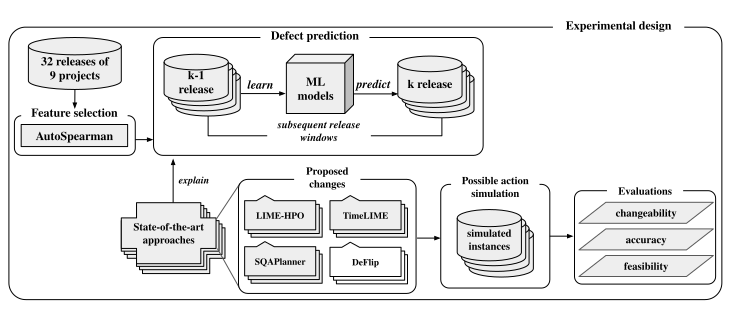 Experimental design
32 releases of
9 projects
Feature selection
AutoSpearman
Defect prediction
k-1
release
learn
ML
models
predict
k release
subsequent release
windows
explain
State-of-the-art
approaches
Proposed
changes
LIME-HPO
TimeLIME
SQAPlanner
DeFlip
Possible action
simulation
simulated
instances
Evaluations
changeability
accuracy
feasibility